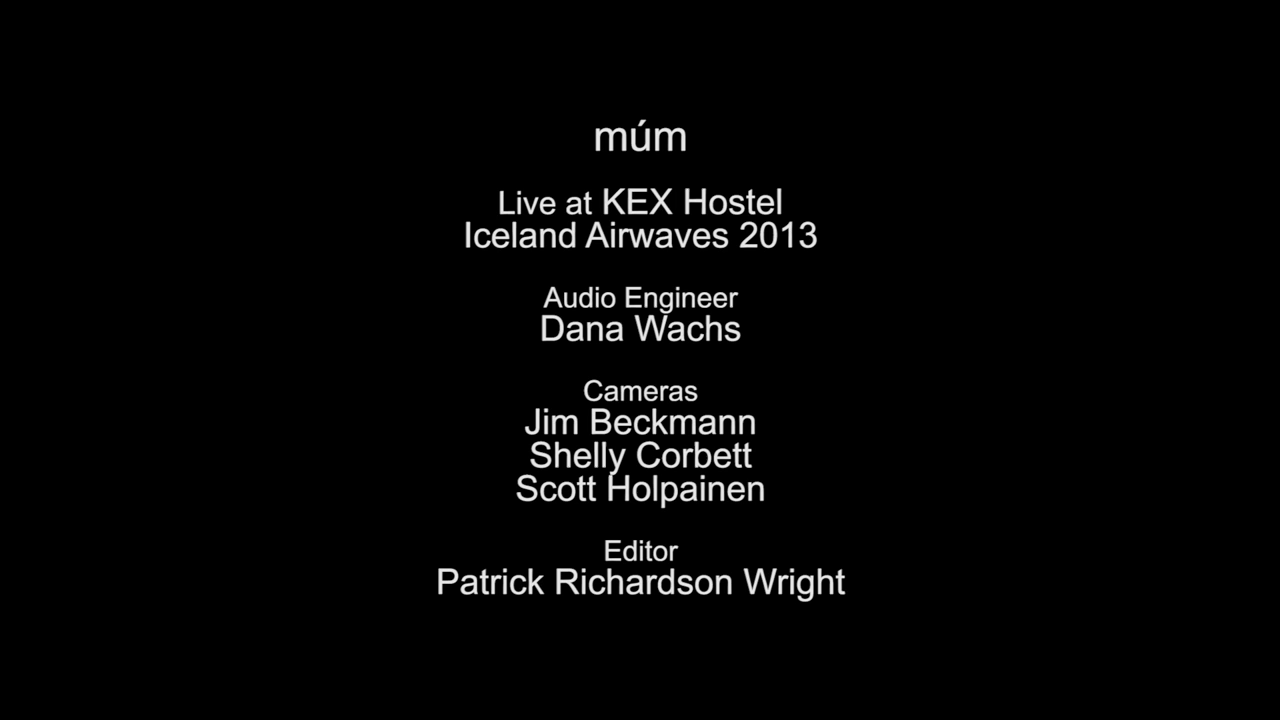 múm
Live at KEX Hostel
Iceland Airwaves 2013
Audio Engineer
Dana Wachs
Cameras
Jim Beckmann
Shelly Corbett
Scott Holpainen
Editor
Patrick Richardson Wright